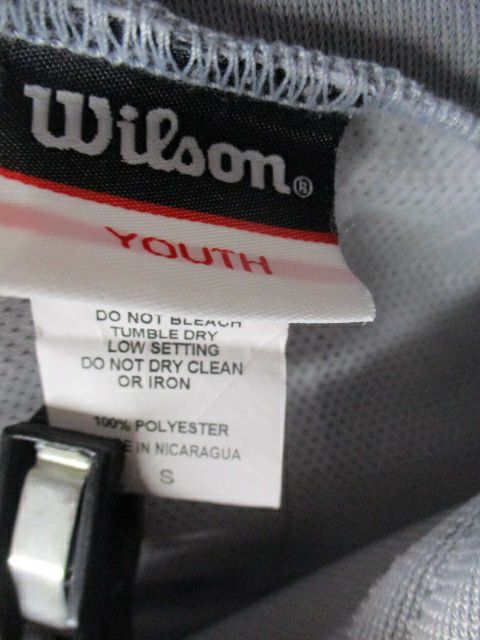 Wilson®
YOUTH
DO NOT BLEACH
TUMBLE DRY
LOW SETTING
DO NOT DRY CLEAN
OR IRON
100% POLYESTER
IN NICARAGUA
S